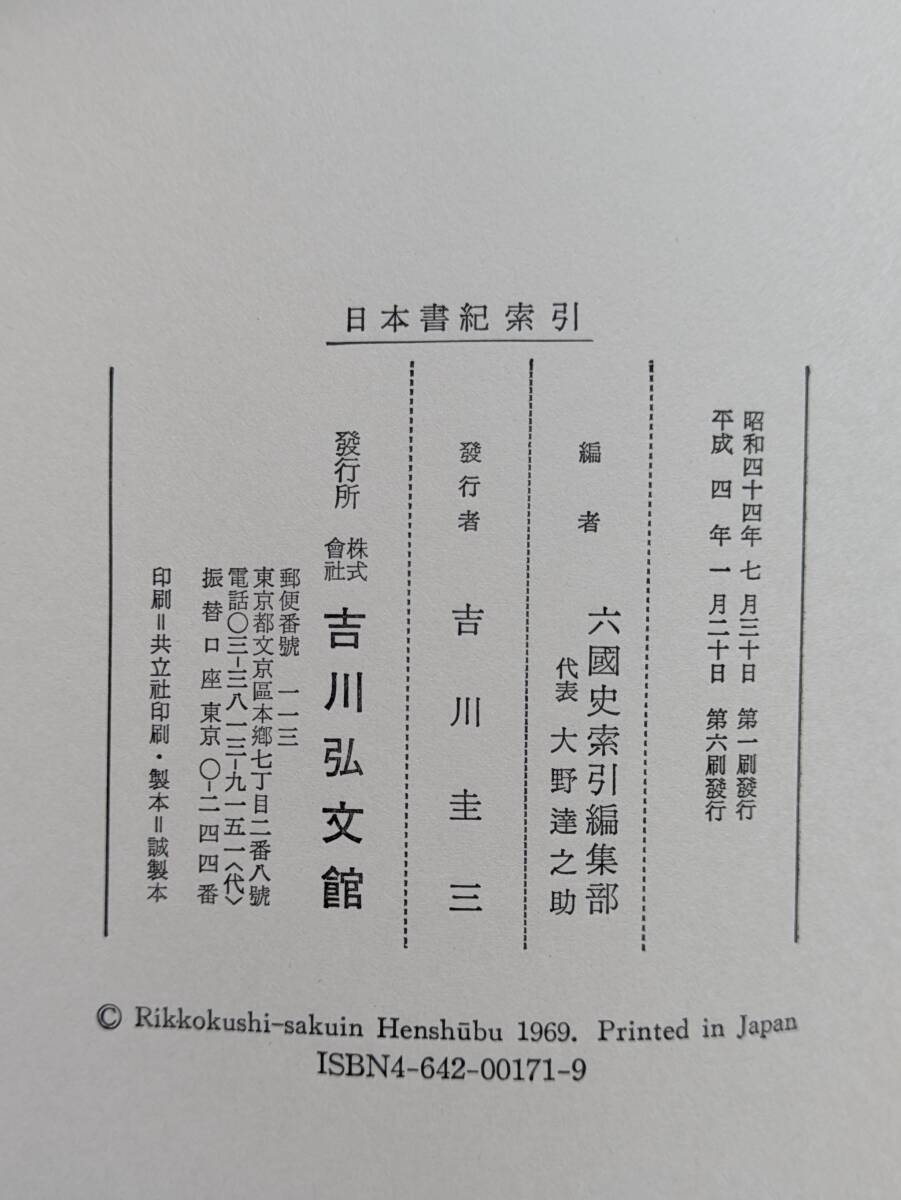 日本書紀索引
昭和四十四年七月三十日 第一刷發行
平成四年一月二十日 第六刷發行
編者 六國史索引編集部
代表 大野達之助
發行者 吉川圭三
發行所 株式會社 吉川弘文館
郵便番號 一一三
東京都文京區本鄕七丁目二番八號
電話〇三-三八一三-九一五一〈代〉
振替口座東京〇-二四四番
印刷＝共立社印刷・製本＝誠製本
© Rikkokushi-sakuin Henshūbu 1969. Printed in Japan
ISBN4-642-00171-9